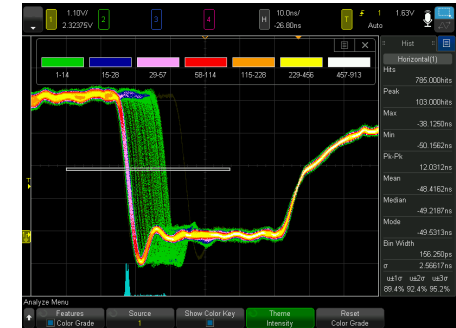 1 1.10V/ 2 3 4 H 10.0ns/ T 1 1.63V
2.32375V -26.80ns Auto
Hist
Horizontal(1)
1-14 15-28 29-57 58-114 115-228 229-456 457-913
Hits
785.000hits
Peak
103.000hits
Max
-38.1250ns
Min
-50.1562ns
Pk-Pk
12.0312ns
Mean
-48.4162ns
Median
-49.2187ns
Mode
-49.5313ns
Bin Width
156.250ps
σ 2.56617ns
u±1σ u±2σ u±3σ
89.4% 92.4% 95.2%
T
Analyze Menu
Features Source Show Color Key Theme Reset
Color Grade 1 Intensity Color Grade